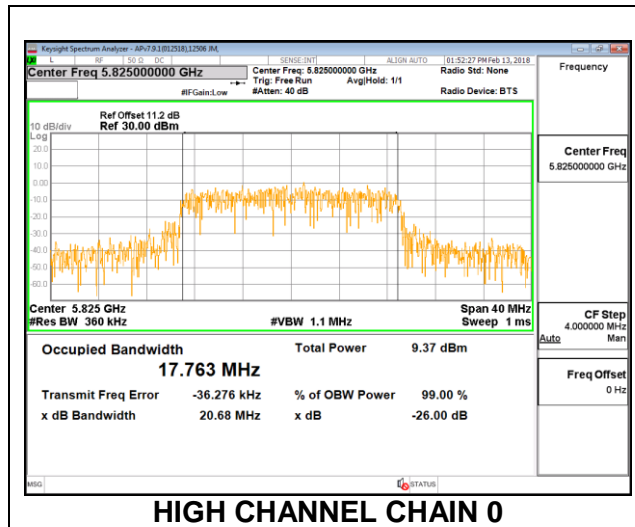 Keysight Spectrum Analyzer - APv7.9.1(012518),12506 JM,
L RF 50 Ω DC SENSE:INT ALIGN AUTO 01:52:27 PM Feb 13, 2018
Center Freq 5.825000000 GHz Center Freq: 5.825000000 GHz Radio Std: None
Trig: Free Run Avg|Hold: 1/1
#IFGain:Low #Atten: 40 dB Radio Device: BTS
Frequency
Ref Offset 11.2 dB
10 dB/div Ref 30.00 dBm
Log
20.0
10.0
0.00
-10.0
-20.0
-30.0
-40.0
-50.0
-60.0
Center 5.825 GHz Span 40 MHz
#Res BW 360 kHz #VBW 1.1 MHz Sweep 1 ms
Center Freq
5.825000000 GHz
CF Step
4.000000 MHz
Auto Man
Freq Offset
0 Hz
Occupied Bandwidth Total Power 9.37 dBm
17.763 MHz
Transmit Freq Error -36.276 kHz % of OBW Power 99.00 %
x dB Bandwidth 20.68 MHz x dB -26.00 dB
MSG STATUS
HIGH CHANNEL CHAIN 0